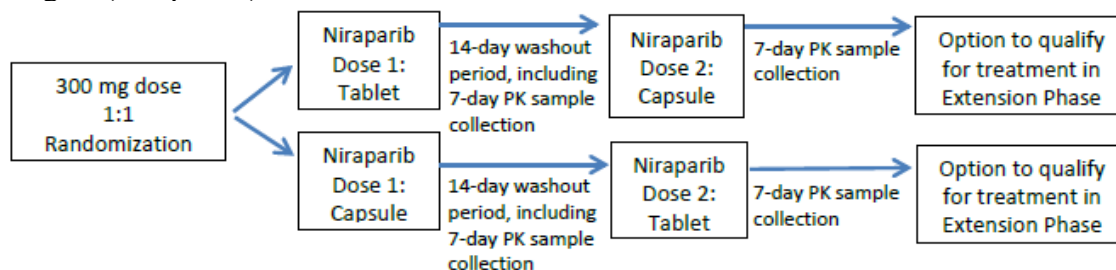 300 mg dose
1:1
Randomization
Niraparib
Dose 1:
Tablet
14-day washout
period, including
7-day PK sample
collection
Niraparib
Dose 2:
Capsule
7-day PK sample
collection
Option to qualify
for treatment in
Extension Phase
Niraparib
Dose 1:
Capsule
14-day washout
period, including
7-day PK sample
collection
Niraparib
Dose 2:
Tablet
7-day PK sample
collection
Option to qualify
for treatment in
Extension Phase